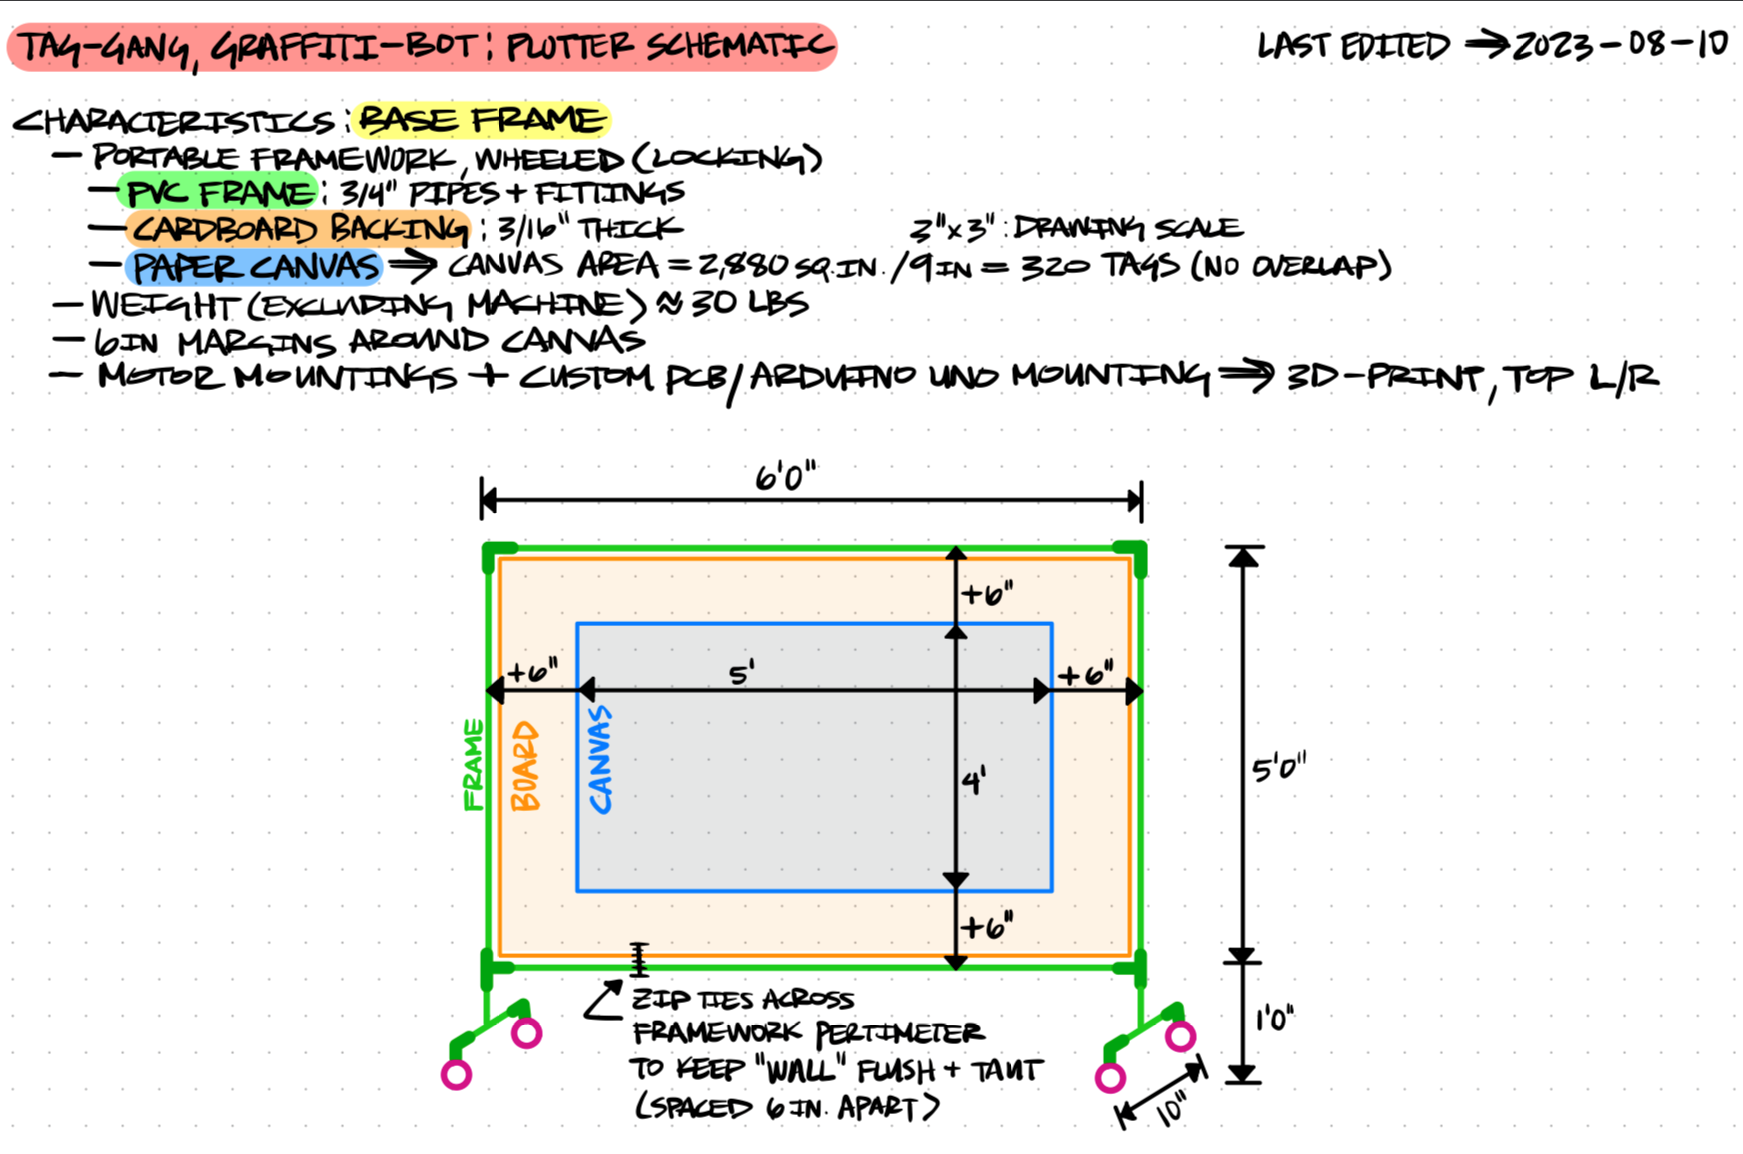 TAG-GANG, GRAFFITI-BOT: PLOTTER SCHEMATIC
LAST EDITED → 2023-08-10
CHARACTERISTICS: BASE FRAME
— PORTABLE FRAMEWORK, WHEELED (LOCKING)
— PVC FRAME: 3/4" PIPES + FITTINGS
— CARDBOARD BACKING: 3/16" THICK
3"x3": DRAWING SCALE
— PAPER CANVAS ⇒ CANVAS AREA = 2,880 SQ.IN. / 9 IN = 320 TAGS (NO OVERLAP)
— WEIGHT (EXCLUDING MACHINE) ≈ 30 LBS
— 6IN MARGINS AROUND CANVAS
— MOTOR MOUNTINGS + CUSTOM PCB/ARDUINO UNO MOUNTING ⇒ 3D-PRINT, TOP L/R
6'0"
+6"
+6"
5'
+6"
FRAME
BOARD
CANVAS
4'
5'0"
+6"
ZIP TIES ACROSS
FRAMEWORK PERTIMETER
TO KEEP "WALL" FLUSH + TAUT
(SPACED 6 IN. APART)
1'0"
10"